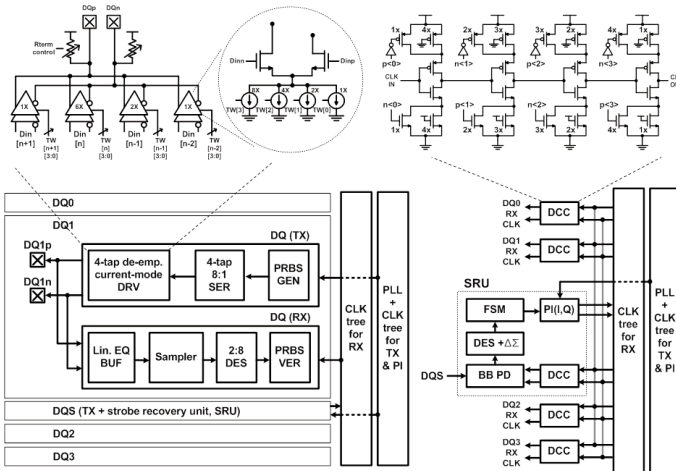 DQp DQn
Rterm
control
1X 6X 2X 1X
Din
[n+1]
TW
[n+1]
[3:0]
Din
[n]
TW
[n]
[3:0]
Din
[n-1]
TW
[n-1]
[3:0]
Din
[n-2]
TW
[n-2]
[3:0]
Dinn Dinp
8X 4X 2X 1X
TW[3] TW[2] TW[1] TW[0]
1x 4x 2x 3x 3x 2x 4x 1x
p<0> n<1> p<2> n<3>
CLK
IN
n<0> p<1> n<2> p<3>
1x 4x 3x 2x 3x 2x 4x 1x
DQ0
DQ1
DQ1p
DQ1n
DQ (TX)
4-tap de-emp.
current-mode
DRV
4-tap
8:1
SER
PRBS
GEN
DQ (RX)
Lin. EQ
BUF
Sampler
2:8
DES
PRBS
VER
DQS (TX + strobe recovery unit, SRU)
DQ2
DQ3
CLK
tree
for
RX
PLL
+
CLK
tree
for
TX
& PI
DQ0
RX
CLK
DCC
DQ1
RX
CLK
DCC
SRU
FSM
PI(I,Q)
DES +ΔΣ
DQS
BB PD
DCC
DQ2
RX
CLK
DCC
DQ3
RX
CLK
DCC
CLK
tree
for
RX
PLL
+
CLK
tree
for
TX
& PI